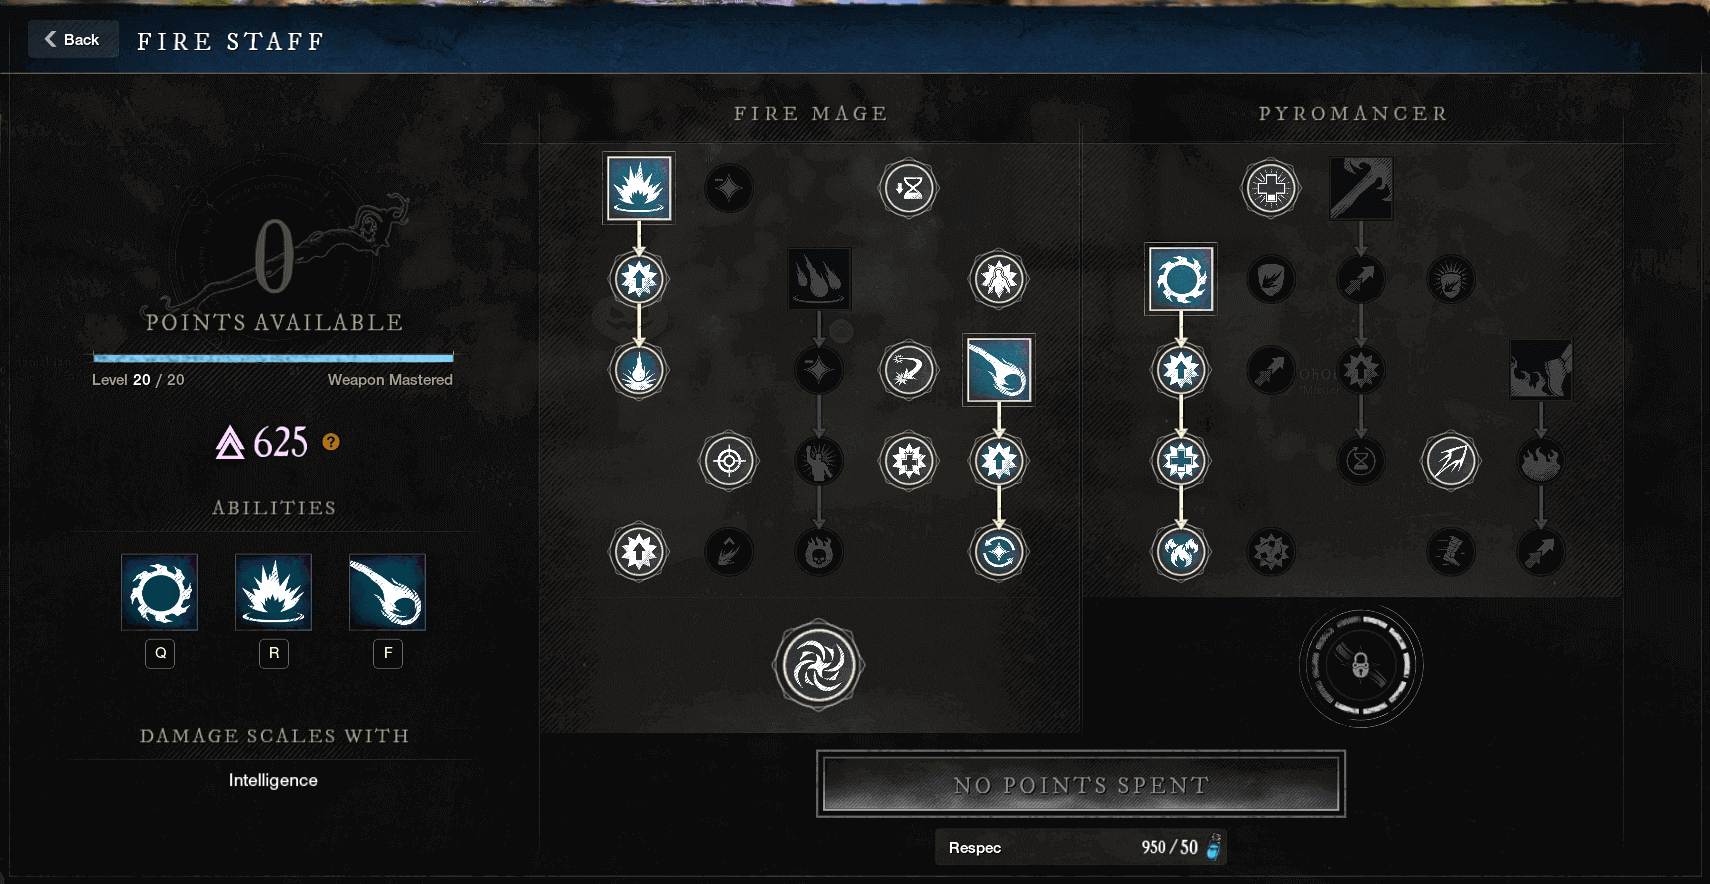 Back
FIRE STAFF
FIRE MAGE
PYROMANCER
0
POINTS AVAILABLE
Level 20 / 20
Weapon Mastered
625 ?
ABILITIES
Q
R
F
DAMAGE SCALES WITH
Intelligence
NO POINTS SPENT
Respec
950 / 50